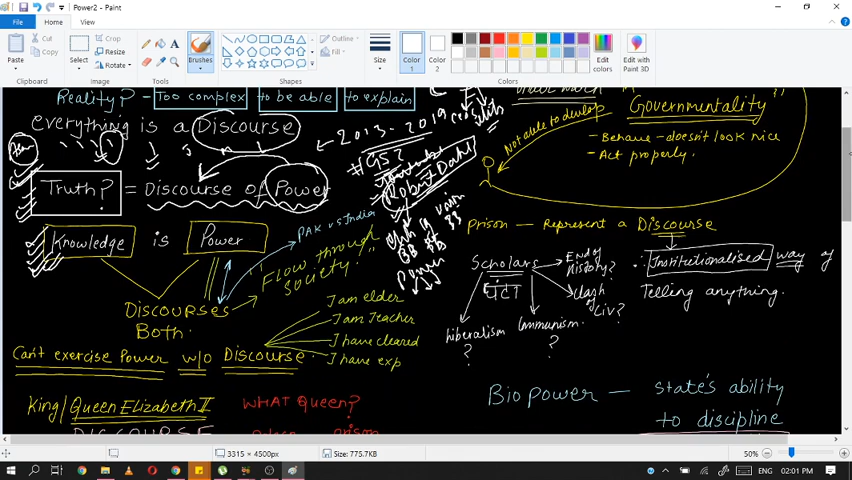 Power2 - Paint
File
Home
View
Paste
Cut
Copy
Clipboard
Select
Crop
Resize
Rotate
Image
Tools
Brushes
Outline
Fill
Shapes
Size
Color 1
Color 2
Edit colors
Edit with Paint 3D
Colors
Reality? - Too complex to be able to explain
everything is a Discourse
2013-2019
Truth? = Discourse of Power
Robert Dahl
Knowledge is Power
PAK vs India
Flow through society."
Discourses
Both
I am elder
I am Teacher
I have cleared
I have exp
Can't exercise Power w/o Discourse
King/Queen Elizabeth II
WHAT Queen?
DISCOURSE
"Governmentality"
Not able to develop
- Behave - doesn't look nice
- Act properly.
Prison - Represent a Discourse
Scholars
End of History?
Clash of Civ?
Liberalism ?
Communism ?
∴ Institutionalised way of
Telling anything.
Bio power - state's ability
to discipline
3315 × 4500px
Size: 775.7KB
50%
ENG
02:01 PM